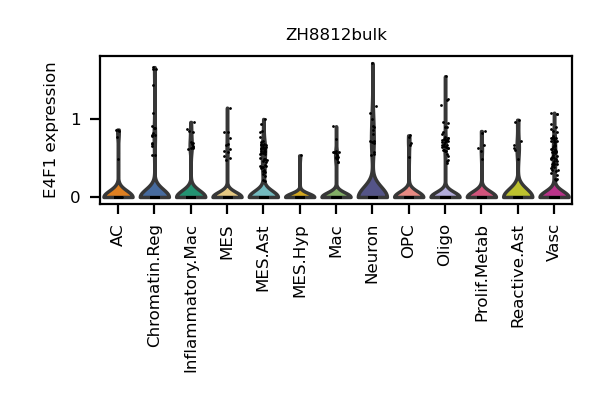 ZH8812bulk
E4F1 expression
1
0
AC
Chromatin.Reg
Inflammatory.Mac
MES
MES.Ast
MES.Hyp
Mac
Neuron
OPC
Oligo
Prolif.Metab
Reactive.Ast
Vasc